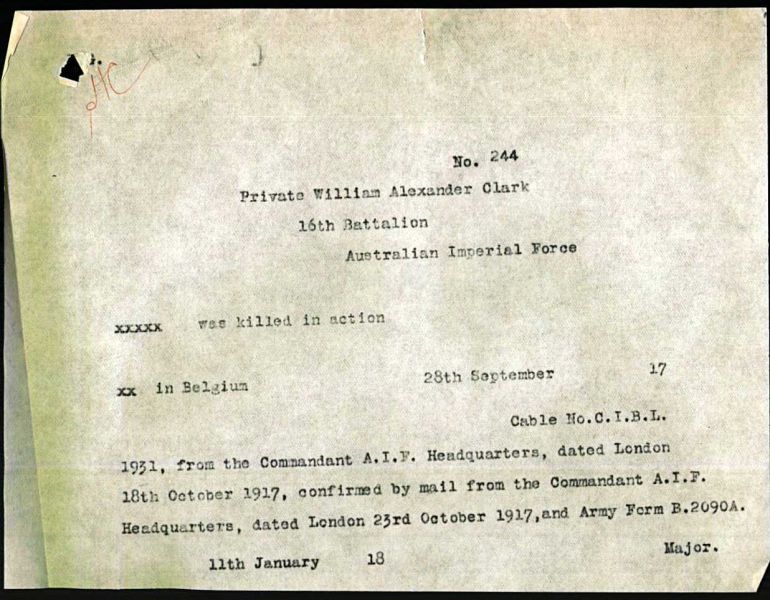 No. 244
Private William Alexander Clark
16th Battalion
Australian Imperial Force
xxxxx was killed in action
xx in Belgium 28th September 17
Cable No.C.I.B.L.
1931, from the Commandant A.I.F. Headquarters, dated London
18th October 1917, confirmed by mail from the Commandant A.I.F.
Headquarters, dated London 23rd October 1917,and Army Form B.2090A.
11th January 18 Major.